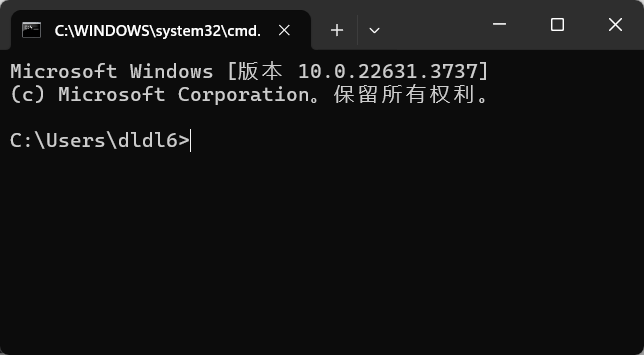 C:\WINDOWS\system32\cmd.
Microsoft Windows [版本 10.0.22631.3737]
(c) Microsoft Corporation。保留所有权利。
C:\Users\dldl6>